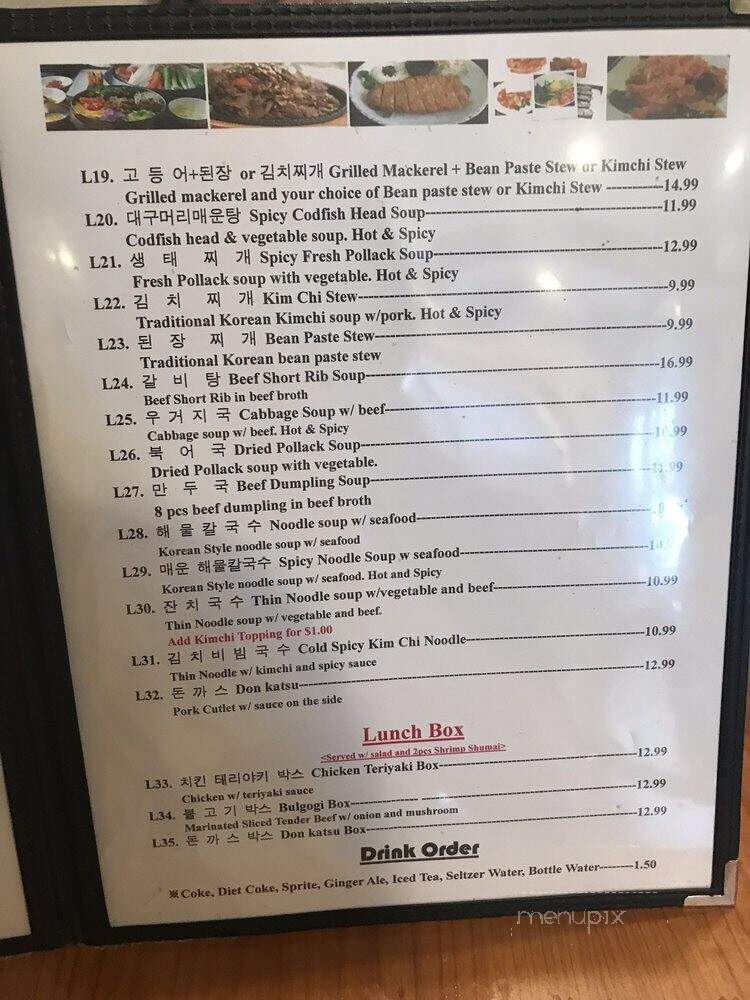 L19. 고 등 어+된장 or 김치찌개 Grilled Mackerel + Bean Paste Stew or Kimchi Stew
Grilled mackerel and your choice of Bean paste stew or Kimchi Stew ------------14.99
L20. 대구머리매운탕 Spicy Codfish Head Soup--------------------11.99
Codfish head & vegetable soup. Hot & Spicy
L21. 생 태 찌 개 Spicy Fresh Pollack Soup--------------------12.99
Fresh Pollack soup with vegetable. Hot & Spicy
L22. 김 치 찌 개 Kim Chi Stew--------------------9.99
Traditional Korean Kimchi soup w/pork. Hot & Spicy
L23. 된 장 찌 개 Bean Paste Stew--------------------9.99
Traditional Korean bean paste stew
L24. 갈 비 탕 Beef Short Rib Soup--------------------16.99
Beef Short Rib in beef broth
L25. 우 거 지 국 Cabbage Soup w/ beef--------------------11.99
Cabbage soup w/ beef. Hot & Spicy
L26. 북 어 국 Dried Pollack Soup--------------------10.99
Dried Pollack soup with vegetable.
L27. 만 두 국 Beef Dumpling Soup--------------------11.99
8 pcs beef dumpling in beef broth
L28. 해 물 칼 국 수 Noodle soup w/ seafood--------------------
Korean Style noodle soup w/ seafood
L29. 매운 해물칼국수 Spicy Noodle Soup w seafood--------------------
Korean Style noodle soup w/ seafood. Hot and Spicy
L30. 잔 치 국 수 Thin Noodle soup w/vegetable and beef--------------------10.99
Thin Noodle soup w/ vegetable and beef.
Add Kimchi Topping for $1.00
L31. 김 치 비 빔 국 수 Cold Spicy Kim Chi Noodle--------------------10.99
Thin Noodle w/ kimchi and spicy sauce
L32. 돈 까 스 Don katsu--------------------12.99
Pork Cutlet w/ sauce on the side
Lunch Box
<Served w/ salad and 2pcs Shrimp Shumai>
L33. 치킨 테리야키 박스 Chicken Teriyaki Box--------------------12.99
Chicken w/ teriyaki sauce
L34. 불 고 기 박스 Bulgogi Box--------------------12.99
Marinated Sliced Tender Beef w/ onion and mushroom
L35. 돈 까 스 박스 Don katsu Box--------------------12.99
Drink Order
※Coke, Diet Coke, Sprite, Ginger Ale, Iced Tea, Seltzer Water, Bottle Water--------1.50
menupix